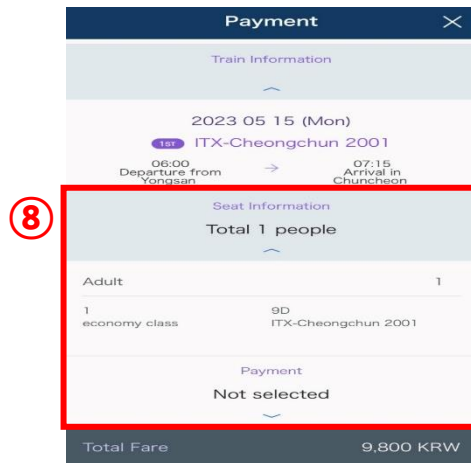 Payment ×
Train Information
2023 05 15 (Mon)
1ST ITX-Cheongchun 2001
06:00 → 07:15
Departure from Arrival in
Yongsan Chuncheon
⑧
Seat Information
Total 1 people
Adult 1
1 9D
economy class ITX-Cheongchun 2001
Payment
Not selected
Total Fare 9,800 KRW